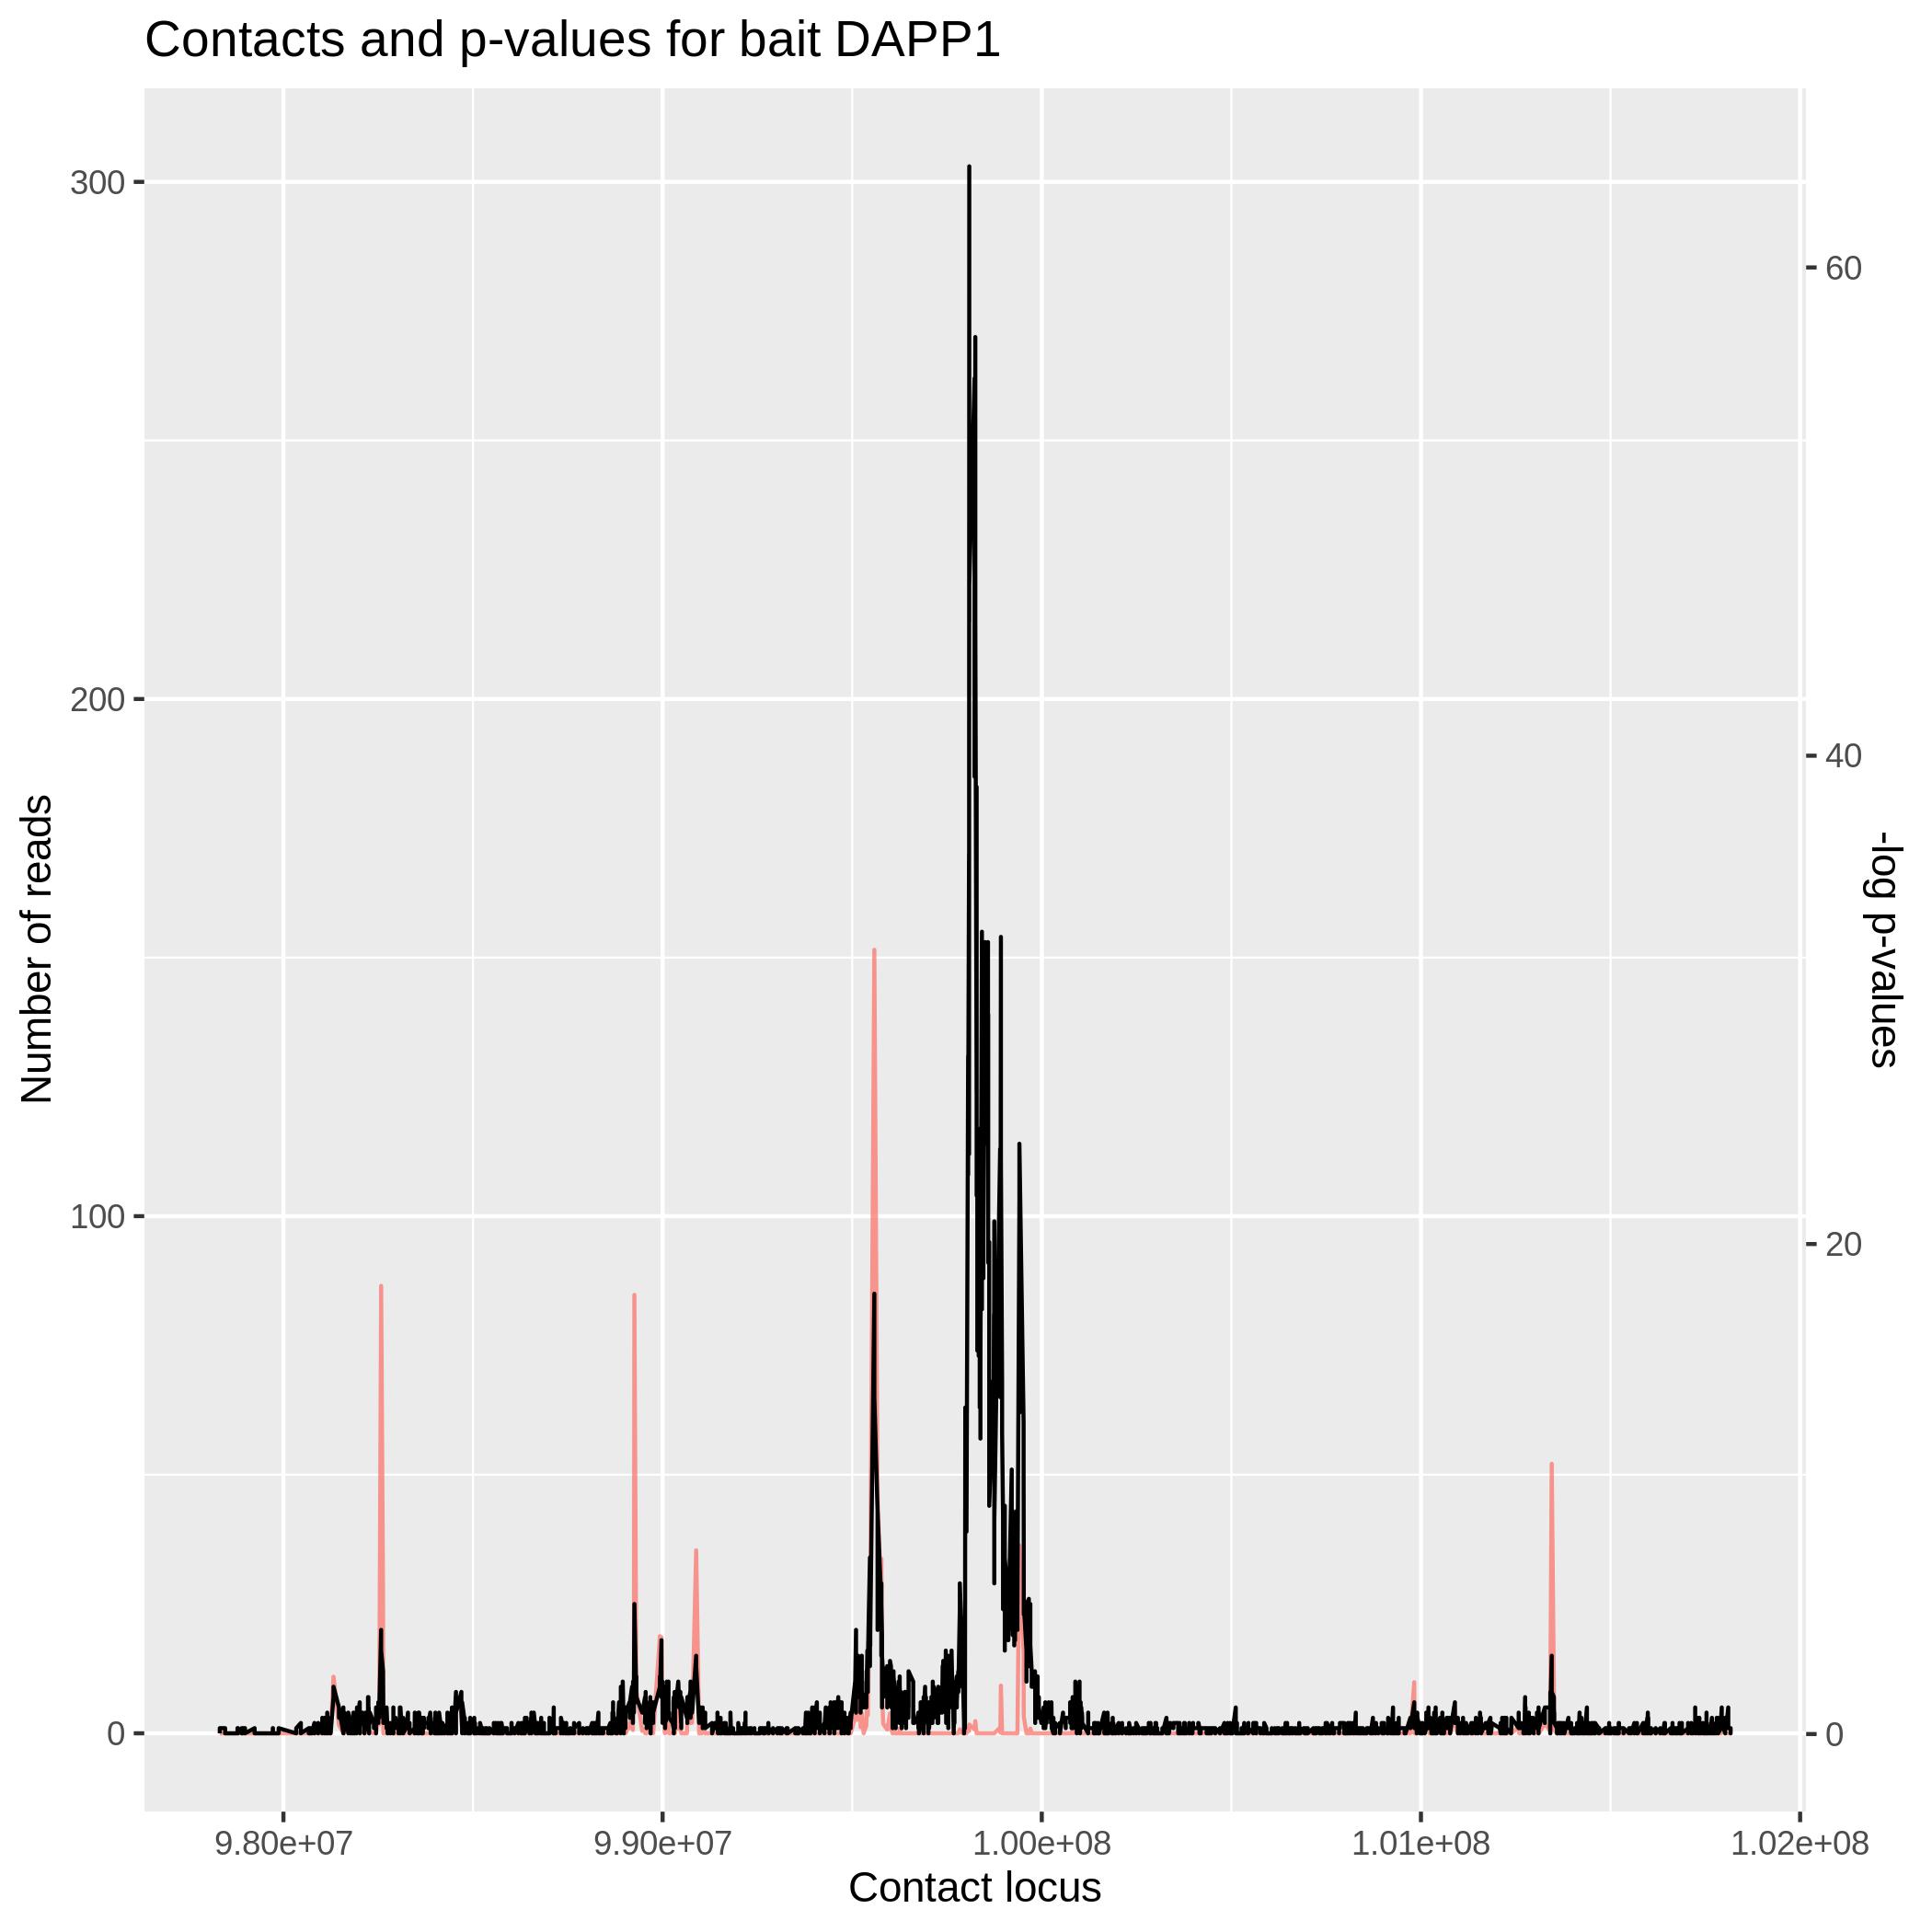 Contacts and p-values for bait DAPP1
300
200
100
0
Number of reads
60
40
20
0
-log p-values
9.80e+07
9.90e+07
1.00e+08
1.01e+08
1.02e+08
Contact locus